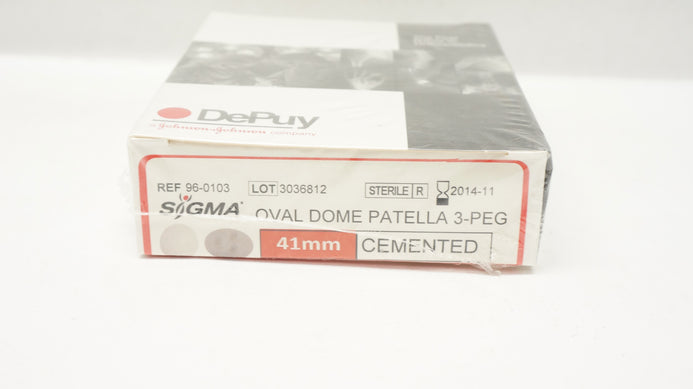 DePuy
a Johnson & Johnson company
REF 96-0103 LOT 3036812 STERILE R 2014-11
SIGMA OVAL DOME PATELLA 3-PEG
41mm CEMENTED